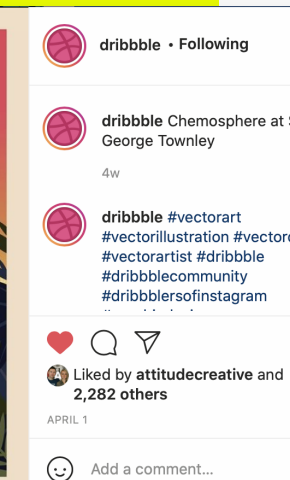 dribbble • Following
dribbble Chemosphere at
George Townley
4w
dribbble #vectorart
#vectorillustration
#vectorartist #dribbble
#dribbblecommunity
#dribbblersofinstagram
Liked by attitudecreative and
2,282 others
APRIL 1
Add a comment...